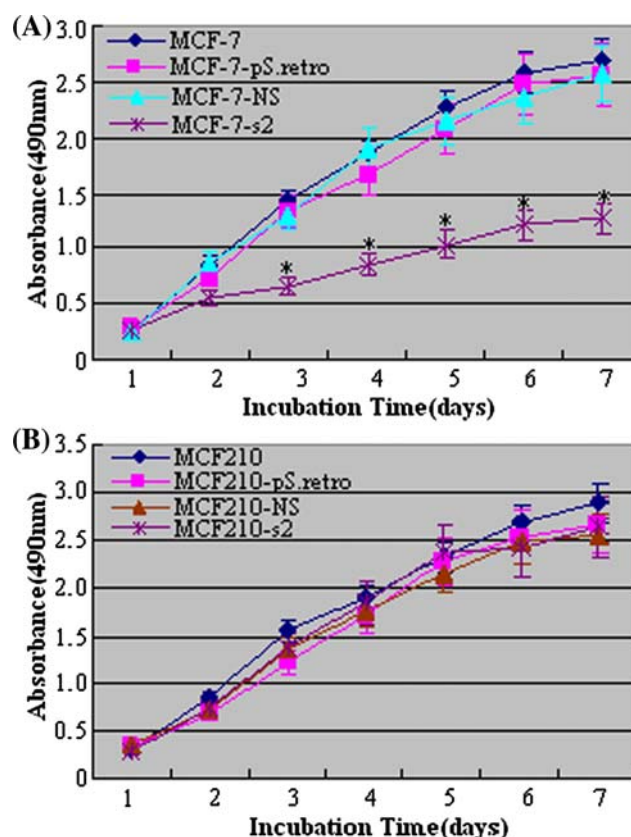 (A)
3.0
2.5
2.0
1.5
1.0
0.5
0
Absorbance(490nm)
MCF-7
MCF-7-pS.retro
MCF-7-NS
MCF-7-s2
* * * * *
1 2 3 4 5 6 7
Incubation Time(days)
(B)
3.5
3.0
2.5
2.0
1.5
1.0
0.5
0
Absorbance(490nm)
MCF210
MCF210-pS.retro
MCF210-NS
MCF210-s2
1 2 3 4 5 6 7
Incubation Time(days)